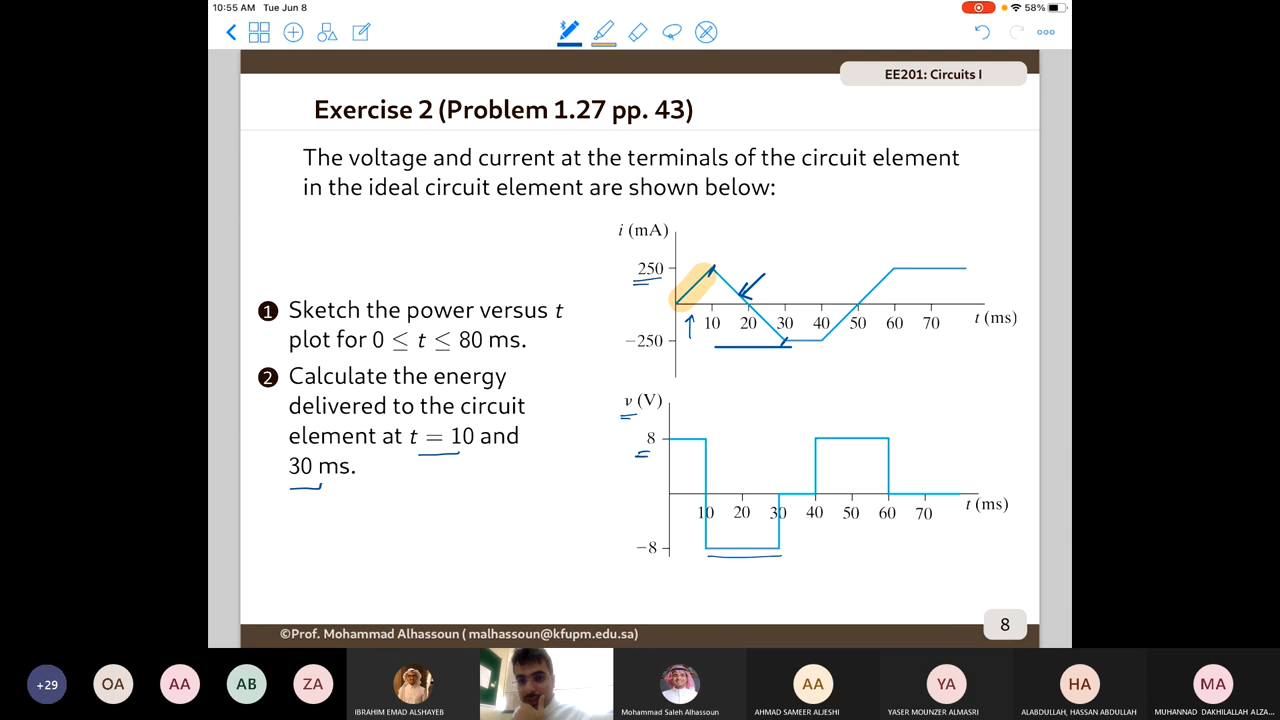 10:55 AM Tue Jun 8
58%
EE201: Circuits I
Exercise 2 (Problem 1.27 pp. 43)
The voltage and current at the terminals of the circuit element
in the ideal circuit element are shown below:
i (mA)
250
10 20 30 40 50 60 70 t (ms)
−250
❶ Sketch the power versus t
plot for 0 ≤ t ≤ 80 ms.
❷ Calculate the energy
delivered to the circuit
element at t = 10 and
30 ms.
v (V)
8
10 20 30 40 50 60 70 t (ms)
−8
8
©Prof. Mohammad Alhassoun ( malhassoun@kfupm.edu.sa)
+29
OA
AA
AB
ZA
IBRAHIM EMAD ALSHAYEB
Mohammad Saleh Alhassoun
AA
AHMAD SAMEER ALJESHI
YA
YASER MOUNZER ALMASRI
HA
ALABDULLAH, HASSAN ABDULLAH
MA
MUHANNAD DAKHILALLAH ALZA...